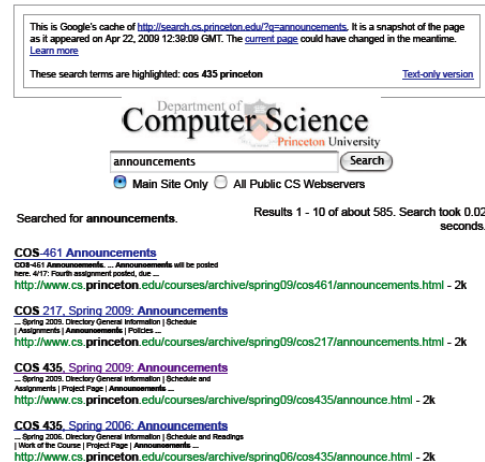 This is Google's cache of http://search.cs.princeton.edu/?q=announcements. It is a snapshot of the page
as it appeared on Apr 22, 2009 12:39:09 GMT. The current page could have changed in the meantime.
Learn more
These search terms are highlighted: cos 435 princeton Text-only version
Department of
Computer Science
Princeton University
announcements Search
Main Site Only All Public CS Webservers
Searched for announcements. Results 1 - 10 of about 585. Search took 0.02
seconds.
COS-461 Announcements
COS-461 Announcements. ... Announcements will be posted
here. 4/17: Fourth assignment posted, due ...
http://www.cs.princeton.edu/courses/archive/spring09/cos461/announcements.html - 2k
COS 217, Spring 2009: Announcements
... Spring 2009. Directory General Information | Schedule
| Assignments | Announcements | Policies ...
http://www.cs.princeton.edu/courses/archive/spring09/cos217/announcements.html - 2k
COS 435, Spring 2009: Announcements
... Spring 2009. Directory General Information | Schedule and
Assignments | Project Page | Announcements ...
http://www.cs.princeton.edu/courses/archive/spring09/cos435/announce.html - 2k
COS 435, Spring 2006: Announcements
... Spring 2006. Directory General Information | Schedule and Readings
| Work of the Course | Project Page | Announcements ...
http://www.cs.princeton.edu/courses/archive/spring06/cos435/announce.html - 2k